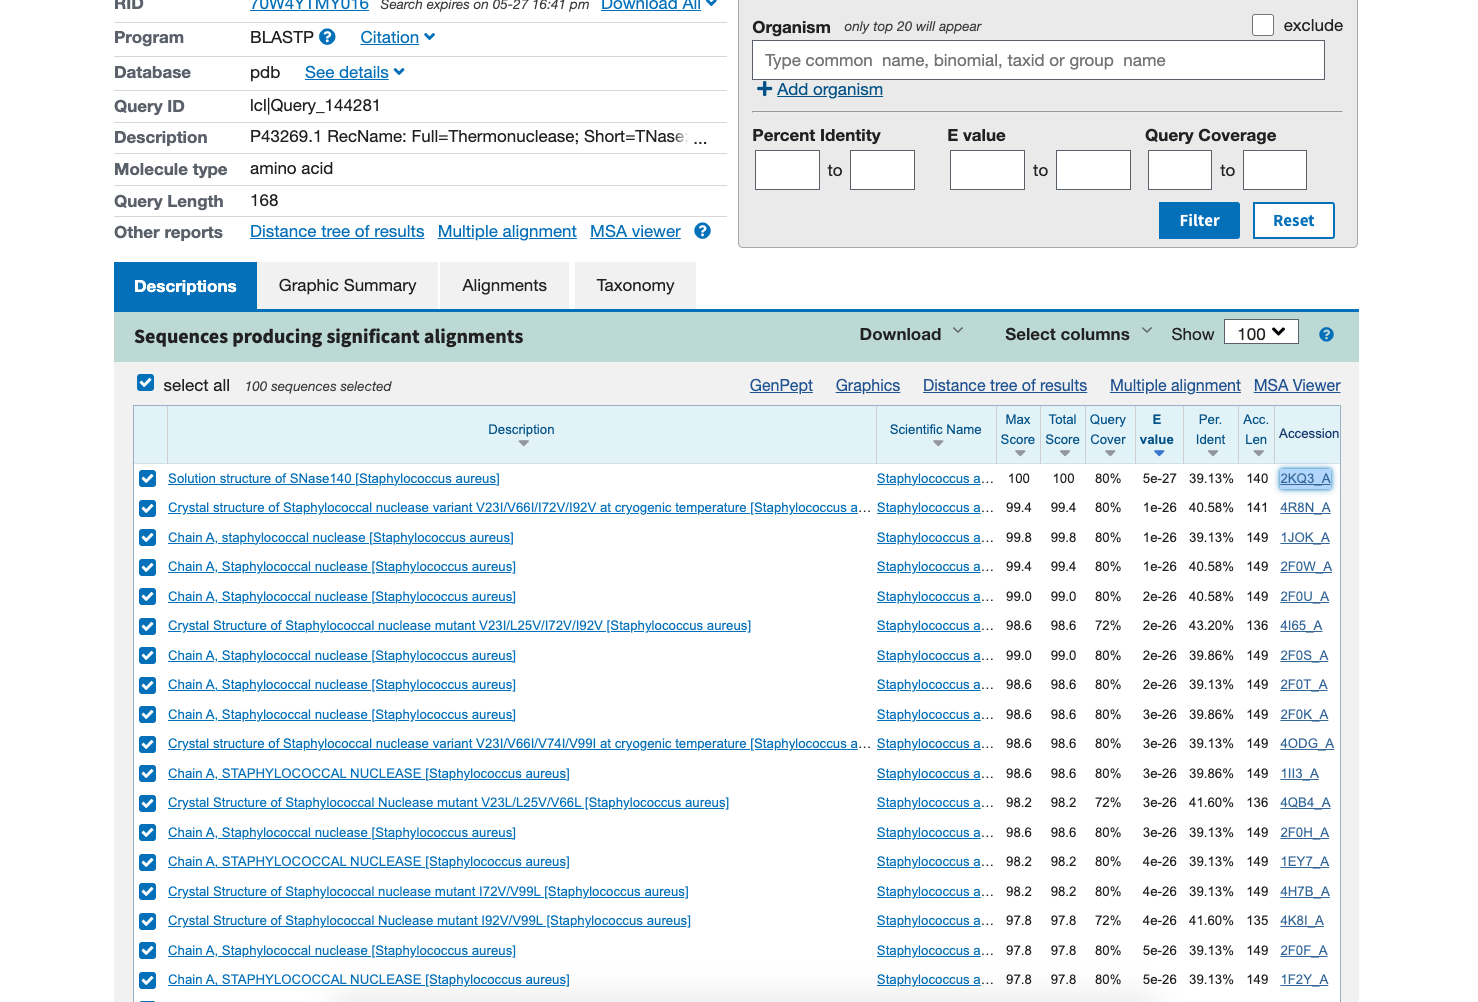 RID 70W4YTMY016 Search expires on 05-27 16:41 pm Download All
Program BLASTP Citation
Database pdb See details
Query ID lcl|Query_144281
Description P43269.1 RecName: Full=Thermonuclease; Short=TNase; ...
Molecule type amino acid
Query Length 168
Other reports Distance tree of results Multiple alignment MSA viewer
Organism only top 20 will appear exclude
Type common name, binomial, taxid or group name
Add organism
Percent Identity E value Query Coverage
to to to
Filter Reset
Descriptions Graphic Summary Alignments Taxonomy
Sequences producing significant alignments Download Select columns Show 100
select all 100 sequences selected GenPept Graphics Distance tree of results Multiple alignment MSA Viewer
Description Scientific Name Max Score Total Score Query Cover E value Per. Ident Acc. Len Accession
Solution structure of SNase140 [Staphylococcus aureus] Staphylococcus a... 100 100 80% 5e-27 39.13% 140 2KQ3_A
Crystal structure of Staphylococcal nuclease variant V23I/V66I/I72V/I92V at cryogenic temperature [Staphylococcus a... Staphylococcus a... 99.4 99.4 80% 1e-26 40.58% 141 4R8N_A
Chain A, staphylococcal nuclease [Staphylococcus aureus] Staphylococcus a... 99.8 99.8 80% 1e-26 39.13% 149 1JOK_A
Chain A, Staphylococcal nuclease [Staphylococcus aureus] Staphylococcus a... 99.4 99.4 80% 1e-26 40.58% 149 2F0W_A
Chain A, Staphylococcal nuclease [Staphylococcus aureus] Staphylococcus a... 99.0 99.0 80% 2e-26 40.58% 149 2F0U_A
Crystal Structure of Staphylococcal nuclease mutant V23I/L25V/I72V/I92V [Staphylococcus aureus] Staphylococcus a... 98.6 98.6 72% 2e-26 43.20% 136 4I65_A
Chain A, Staphylococcal nuclease [Staphylococcus aureus] Staphylococcus a... 99.0 99.0 80% 2e-26 39.86% 149 2F0S_A
Chain A, Staphylococcal nuclease [Staphylococcus aureus] Staphylococcus a... 98.6 98.6 80% 2e-26 39.13% 149 2F0T_A
Chain A, Staphylococcal nuclease [Staphylococcus aureus] Staphylococcus a... 98.6 98.6 80% 3e-26 39.86% 149 2F0K_A
Crystal structure of Staphylococcal nuclease variant V23I/V66I/V74I/V99I at cryogenic temperature [Staphylococcus a... Staphylococcus a... 98.6 98.6 80% 3e-26 39.13% 149 4ODG_A
Chain A, STAPHYLOCOCCAL NUCLEASE [Staphylococcus aureus] Staphylococcus a... 98.6 98.6 80% 3e-26 39.86% 149 1II3_A
Crystal Structure of Staphylococcal Nuclease mutant V23L/L25V/V66L [Staphylococcus aureus] Staphylococcus a... 98.2 98.2 72% 3e-26 41.60% 136 4QB4_A
Chain A, Staphylococcal nuclease [Staphylococcus aureus] Staphylococcus a... 98.6 98.6 80% 3e-26 39.13% 149 2F0H_A
Chain A, STAPHYLOCOCCAL NUCLEASE [Staphylococcus aureus] Staphylococcus a... 98.2 98.2 80% 4e-26 39.13% 149 1EY7_A
Crystal Structure of Staphylococcal nuclease mutant I72V/V99L [Staphylococcus aureus] Staphylococcus a... 98.2 98.2 80% 4e-26 39.13% 149 4H7B_A
Crystal Structure of Staphylococcal Nuclease mutant I92V/V99L [Staphylococcus aureus] Staphylococcus a... 97.8 97.8 72% 4e-26 41.60% 135 4K8I_A
Chain A, Staphylococcal nuclease [Staphylococcus aureus] Staphylococcus a... 97.8 97.8 80% 5e-26 39.13% 149 2F0F_A
Chain A, STAPHYLOCOCCAL NUCLEASE [Staphylococcus aureus] Staphylococcus a... 97.8 97.8 80% 5e-26 39.13% 149 1F2Y_A